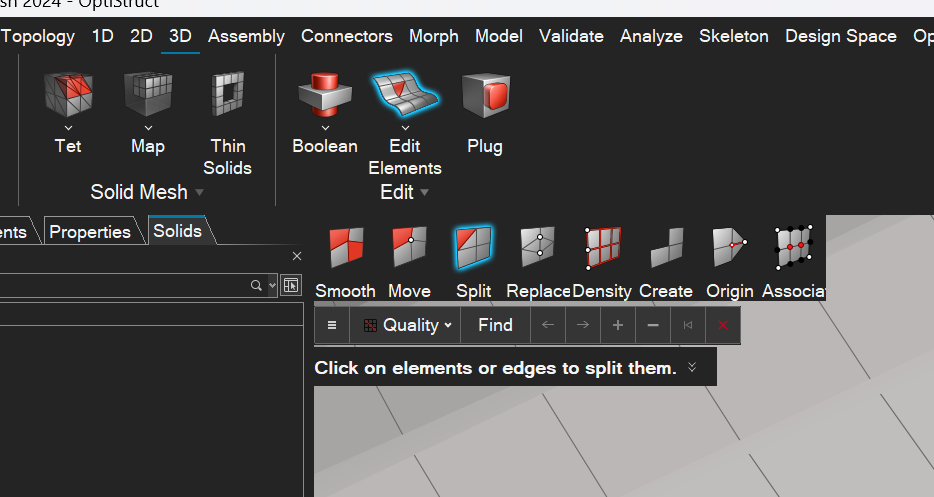 sh 2024 - OptiStruct
Topology 1D 2D 3D Assembly Connectors Morph Model Validate Analyze Skeleton Design Space Op
Tet Map Thin Solids Boolean Edit Elements Plug
Solid Mesh Edit
ents Properties Solids
Smooth Move Split Replace Density Create Origin Associa
Quality Find
Click on elements or edges to split them.